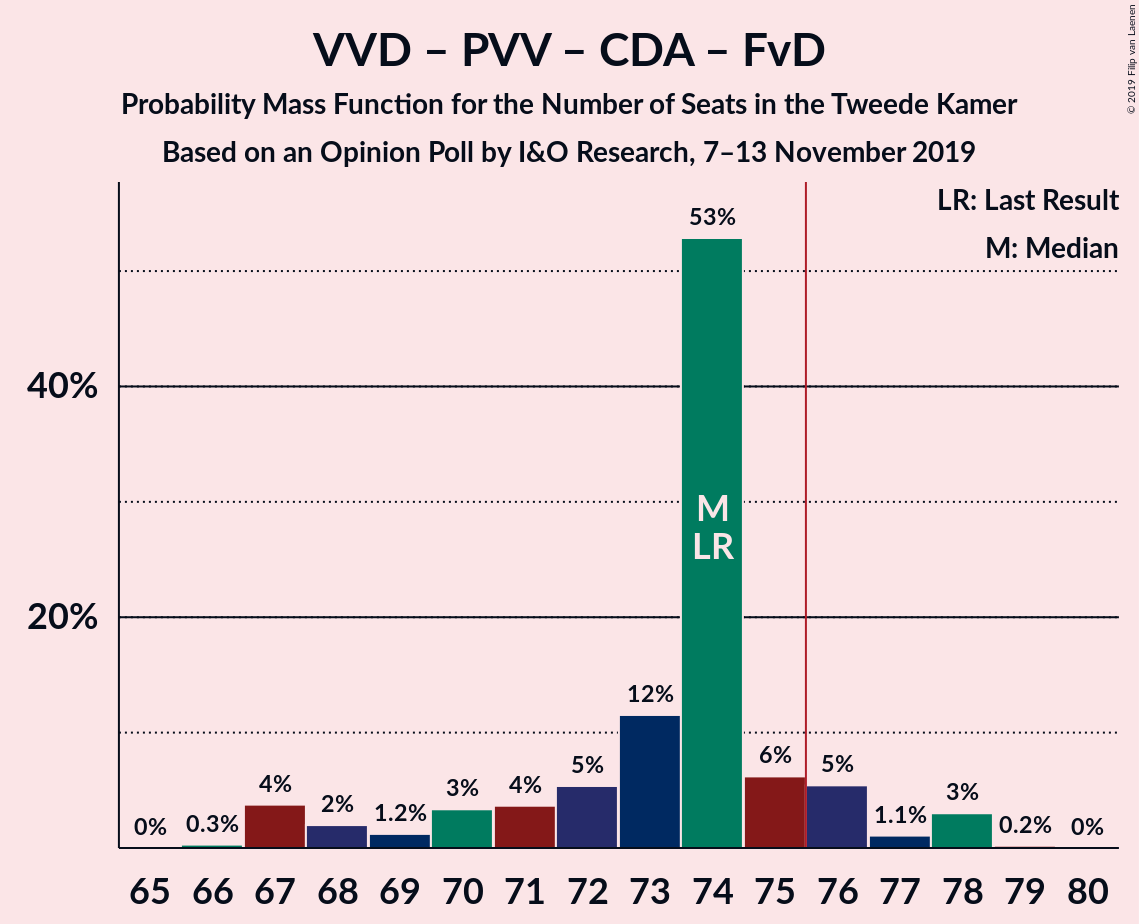 VVD – PVV – CDA – FvD
Probability Mass Function for the Number of Seats in the Tweede Kamer
Based on an Opinion Poll by I&O Research, 7–13 November 2019
© 2019 Filip van Laenen
LR: Last Result
M: Median
40%
20%
0%
0.3%
4%
2%
1.2%
3%
4%
5%
12%
53%
6%
5%
1.1%
3%
0.2%
0%
M
LR
65 66 67 68 69 70 71 72 73 74 75 76 77 78 79 80